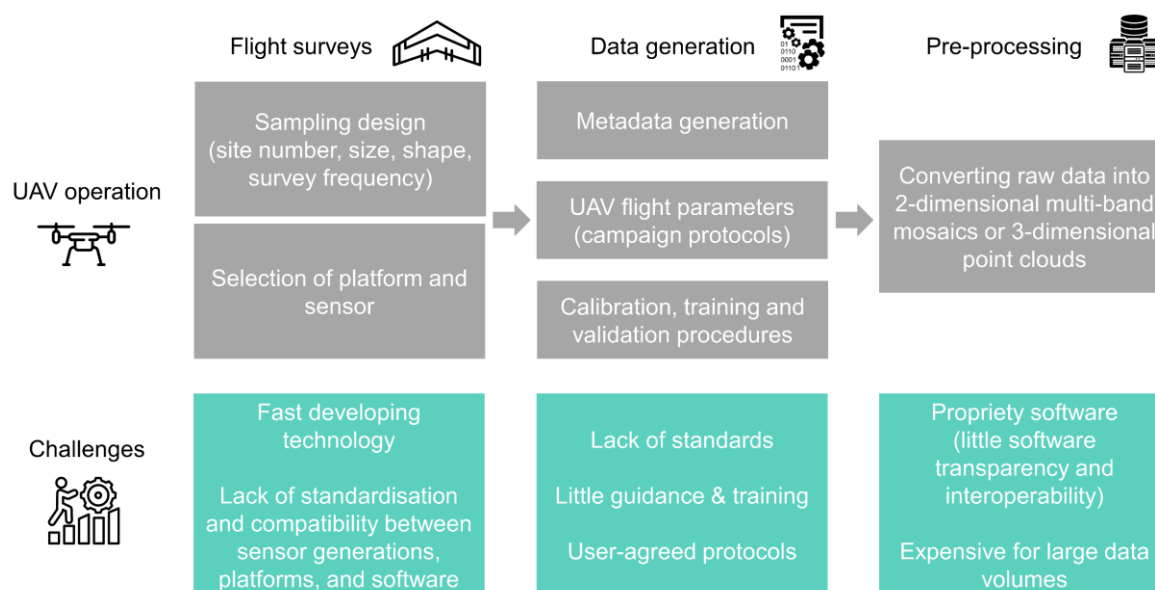 Flight surveys
Data generation
Pre-processing
01
0110
0001
01101
UAV operation
Sampling design
(site number, size, shape,
survey frequency)
Selection of platform and
sensor
Metadata generation
UAV flight parameters
(campaign protocols)
Calibration, training and
validation procedures
Converting raw data into
2-dimensional multi-band
mosaics or 3-dimensional
point clouds
Challenges
Fast developing
technology
Lack of standardisation
and compatibility between
sensor generations,
platforms, and software
Lack of standards
Little guidance & training
User-agreed protocols
Propriety software
(little software
transparency and
interoperability)
Expensive for large data
volumes